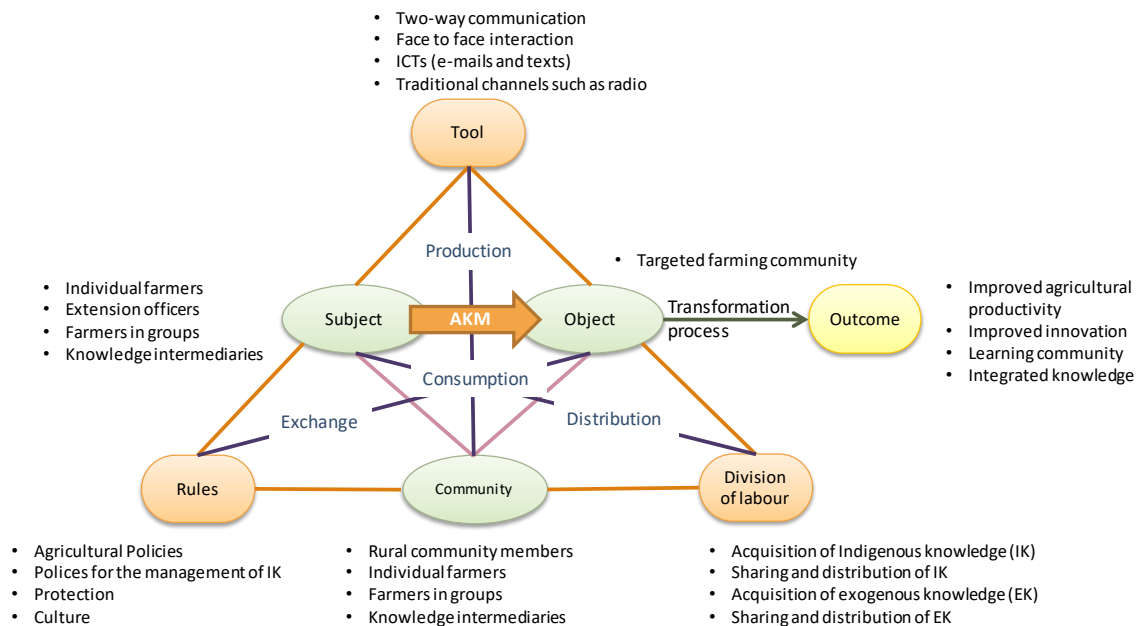 • Two-way communication
• Face to face interaction
• ICTs (e-mails and texts)
• Traditional channels such as radio
Tool
Production
• Targeted farming community
• Individual farmers
• Extension officers
• Farmers in groups
• Knowledge intermediaries
Subject
AKM
Object
Transformation
process
Outcome
• Improved agricultural
productivity
• Improved innovation
• Learning community
• Integrated knowledge
Consumption
Exchange
Distribution
Rules
Community
Division
of labour
• Agricultural Policies
• Polices for the management of IK
• Protection
• Culture
• Rural community members
• Individual farmers
• Farmers in groups
• Knowledge intermediaries
• Acquisition of Indigenous knowledge (IK)
• Sharing and distribution of IK
• Acquisition of exogenous knowledge (EK)
• Sharing and distribution of EK